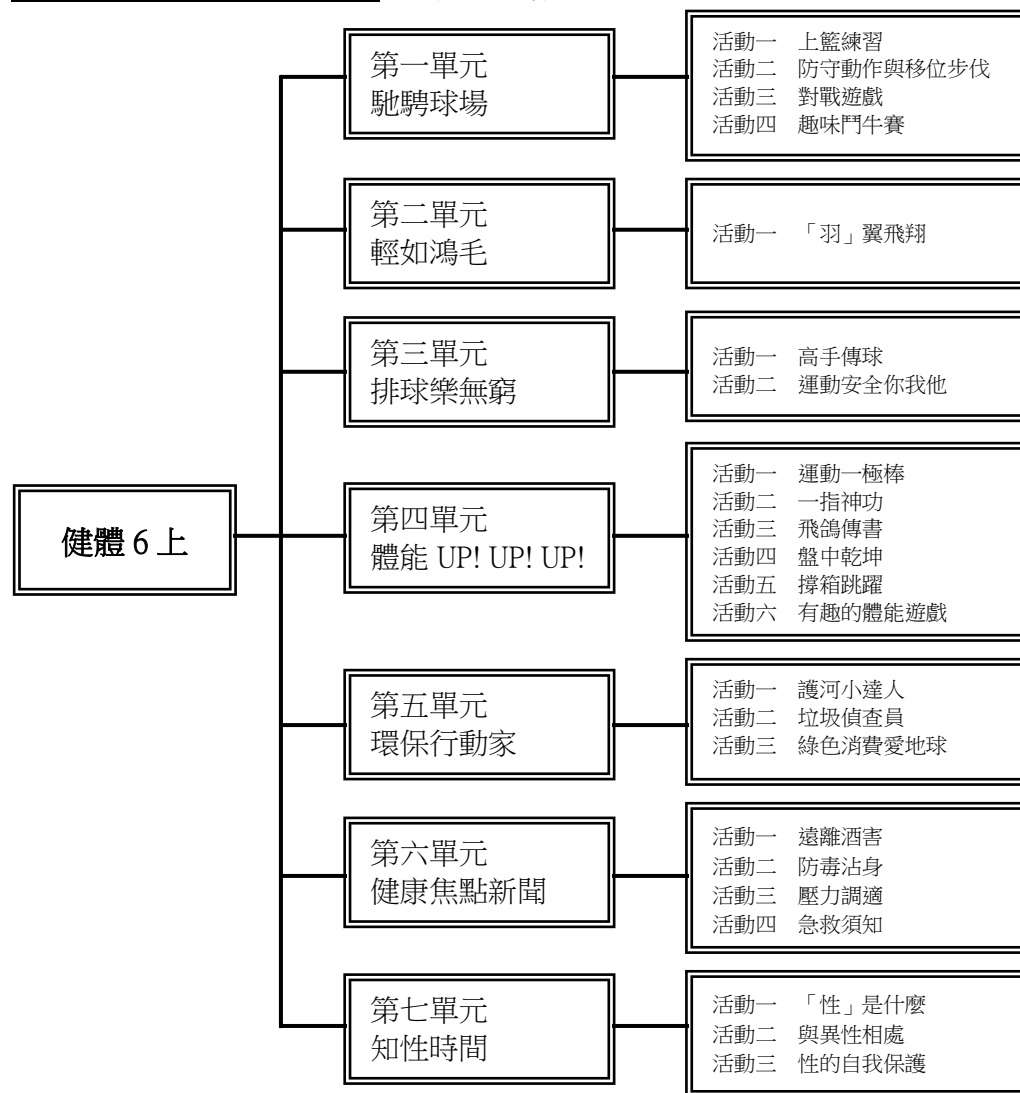 第一單元
馳騁球場
活動一 上籃練習
活動二 防守動作與移位步伐
活動三 對戰遊戲
活動四 趣味鬥牛賽
第二單元
輕如鴻毛
活動一 「羽」翼飛翔
第三單元
排球樂無窮
活動一 高手傳球
活動二 運動安全你我他
健體 6 上
第四單元
體能 UP! UP! UP!
活動一 運動一極棒
活動二 一指神功
活動三 飛鴿傳書
活動四 盤中乾坤
活動五 撐箱跳躍
活動六 有趣的體能遊戲
第五單元
環保行動家
活動一 護河小達人
活動二 垃圾偵查員
活動三 綠色消費愛地球
第六單元
健康焦點新聞
活動一 遠離酒害
活動二 防毒沾身
活動三 壓力調適
活動四 急救須知
第七單元
知性時間
活動一 「性」是什麼
活動二 與異性相處
活動三 性的自我保護